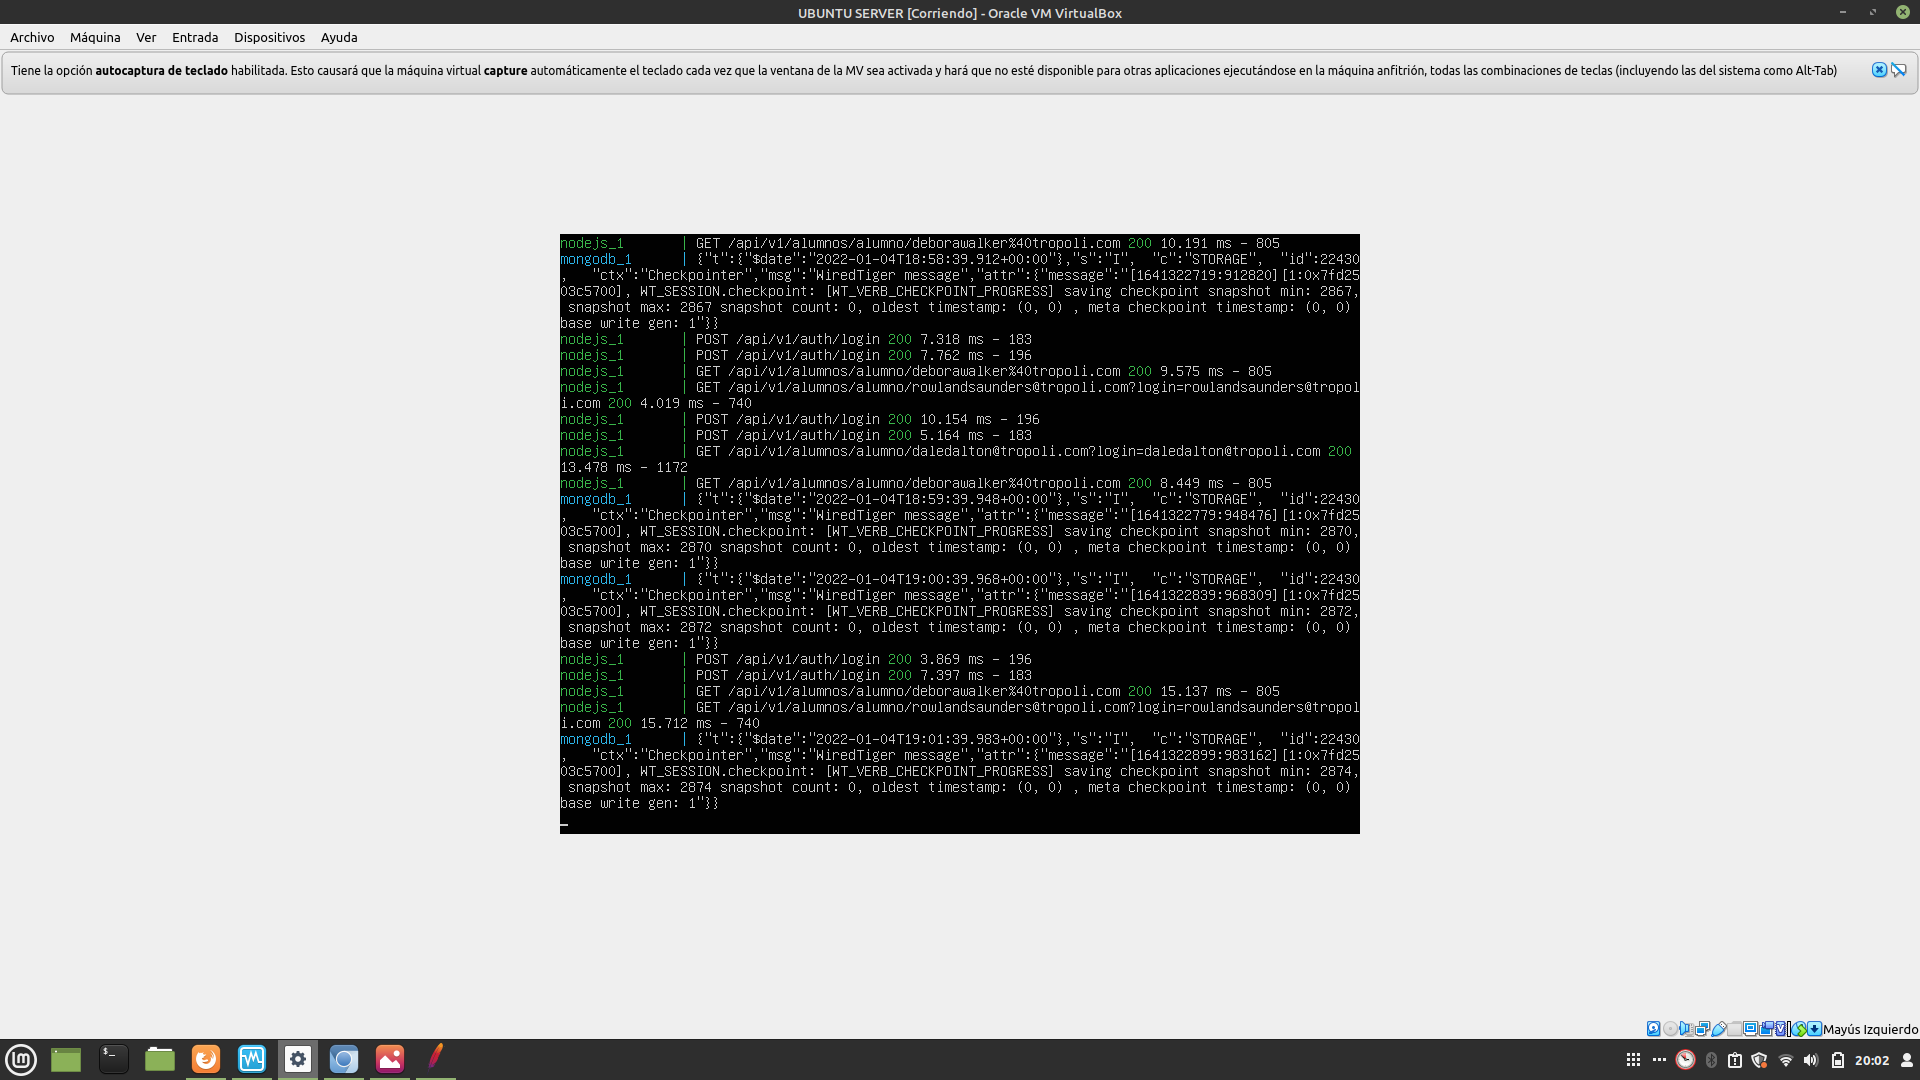 UBUNTU SERVER [Corriendo] - Oracle VM VirtualBox
Archivo Máquina Ver Entrada Dispositivos Ayuda
Tiene la opción autocaptura de teclado habilitada. Esto causará que la máquina virtual capture automáticamente el teclado cada vez que la ventana de la MV sea activada y hará que no esté disponible para otras aplicaciones ejecutándose en la máquina anfitrión, todas las combinaciones de teclas (incluyendo las del sistema como Alt-Tab)
nodejs_1 | GET /api/v1/alumnos/alumno/deborawalker%40tropoli.com 200 10.191 ms - 805
mongodb_1 | {"t":{"$date":"2022-01-04T18:58:39.912+00:00"},"s":"I", "c":"STORAGE", "id":22430
, "ctx":"Checkpointer","msg":"WiredTiger message","attr":{"message":"[1641322719:912820][1:0x7fd25
03c5700], WT_SESSION.checkpoint: [WT_VERB_CHECKPOINT_PROGRESS] saving checkpoint snapshot min: 2867,
snapshot max: 2867 snapshot count: 0, oldest timestamp: (0, 0) , meta checkpoint timestamp: (0, 0)
base write gen: 1"}}
nodejs_1 | POST /api/v1/auth/login 200 7.318 ms - 183
nodejs_1 | POST /api/v1/auth/login 200 7.762 ms - 196
nodejs_1 | GET /api/v1/alumnos/alumno/deborawalker%40tropoli.com 200 9.575 ms - 805
nodejs_1 | GET /api/v1/alumnos/alumno/rowlandsaunders@tropoli.com?login=rowlandsaunders@tropol
i.com 200 4.019 ms - 740
nodejs_1 | POST /api/v1/auth/login 200 10.154 ms - 196
nodejs_1 | POST /api/v1/auth/login 200 5.164 ms - 183
nodejs_1 | GET /api/v1/alumnos/alumno/daledalton@tropoli.com?login=daledalton@tropoli.com 200
13.478 ms - 1172
nodejs_1 | GET /api/v1/alumnos/alumno/deborawalker%40tropoli.com 200 8.449 ms - 805
mongodb_1 | {"t":{"$date":"2022-01-04T18:59:39.948+00:00"},"s":"I", "c":"STORAGE", "id":22430
, "ctx":"Checkpointer","msg":"WiredTiger message","attr":{"message":"[1641322779:948476][1:0x7fd25
03c5700], WT_SESSION.checkpoint: [WT_VERB_CHECKPOINT_PROGRESS] saving checkpoint snapshot min: 2870,
snapshot max: 2870 snapshot count: 0, oldest timestamp: (0, 0) , meta checkpoint timestamp: (0, 0)
base write gen: 1"}}
mongodb_1 | {"t":{"$date":"2022-01-04T19:00:39.968+00:00"},"s":"I", "c":"STORAGE", "id":22430
, "ctx":"Checkpointer","msg":"WiredTiger message","attr":{"message":"[1641322839:968309][1:0x7fd25
03c5700], WT_SESSION.checkpoint: [WT_VERB_CHECKPOINT_PROGRESS] saving checkpoint snapshot min: 2872,
snapshot max: 2872 snapshot count: 0, oldest timestamp: (0, 0) , meta checkpoint timestamp: (0, 0)
base write gen: 1"}}
nodejs_1 | POST /api/v1/auth/login 200 3.869 ms - 196
nodejs_1 | POST /api/v1/auth/login 200 7.397 ms - 183
nodejs_1 | GET /api/v1/alumnos/alumno/deborawalker%40tropoli.com 200 15.137 ms - 805
nodejs_1 | GET /api/v1/alumnos/alumno/rowlandsaunders@tropoli.com?login=rowlandsaunders@tropol
i.com 200 15.712 ms - 740
mongodb_1 | {"t":{"$date":"2022-01-04T19:01:39.983+00:00"},"s":"I", "c":"STORAGE", "id":22430
, "ctx":"Checkpointer","msg":"WiredTiger message","attr":{"message":"[1641322899:983162][1:0x7fd25
03c5700], WT_SESSION.checkpoint: [WT_VERB_CHECKPOINT_PROGRESS] saving checkpoint snapshot min: 2874,
snapshot max: 2874 snapshot count: 0, oldest timestamp: (0, 0) , meta checkpoint timestamp: (0, 0)
base write gen: 1"}}
Mayús Izquierdo
20:02